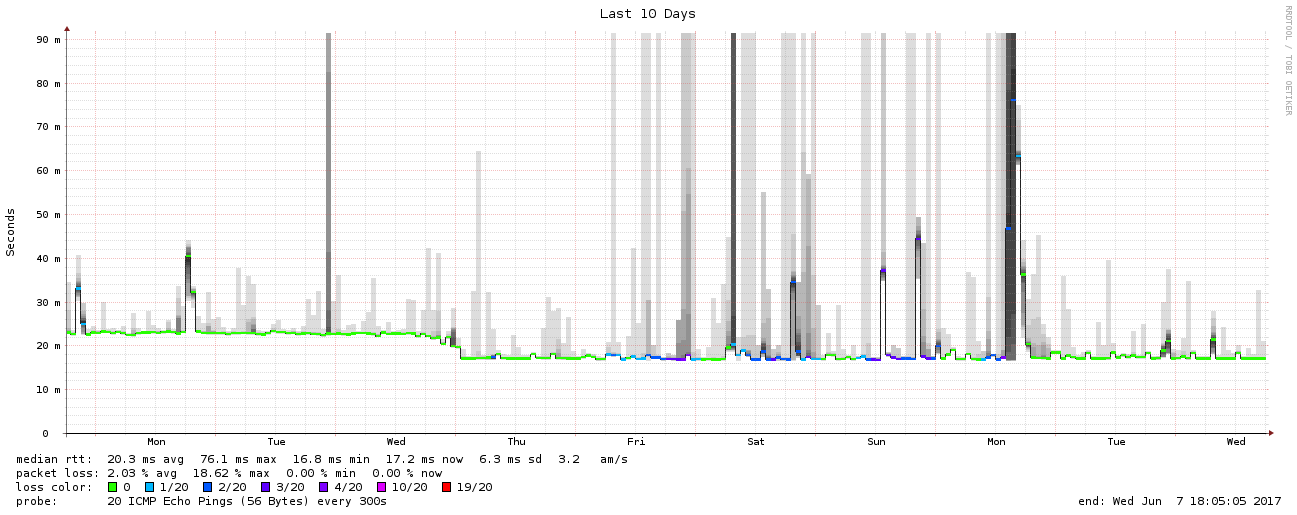 Last 10 Days
RRDTOOL / TOBI OETIKER
90 m
80 m
70 m
60 m
50 m
40 m
30 m
20 m
10 m
0
Seconds
Mon Tue Wed Thu Fri Sat Sun Mon Tue Wed
median rtt: 20.3 ms avg 76.1 ms max 16.8 ms min 17.2 ms now 6.3 ms sd 3.2 am/s
packet loss: 2.03 % avg 18.62 % max 0.00 % min 0.00 % now
loss color: 0 1/20 2/20 3/20 4/20 10/20 19/20
probe: 20 ICMP Echo Pings (56 Bytes) every 300s end: Wed Jun 7 18:05:05 2017